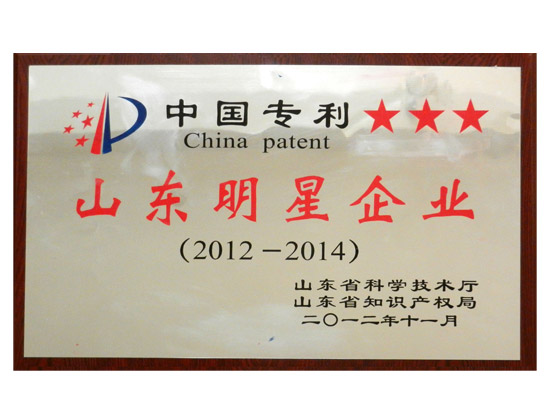 中国专利★★★
China patent
山东明星企业
(2012－2014)
山东省科学技术厅
山东省知识产权局
二〇一二年十一月